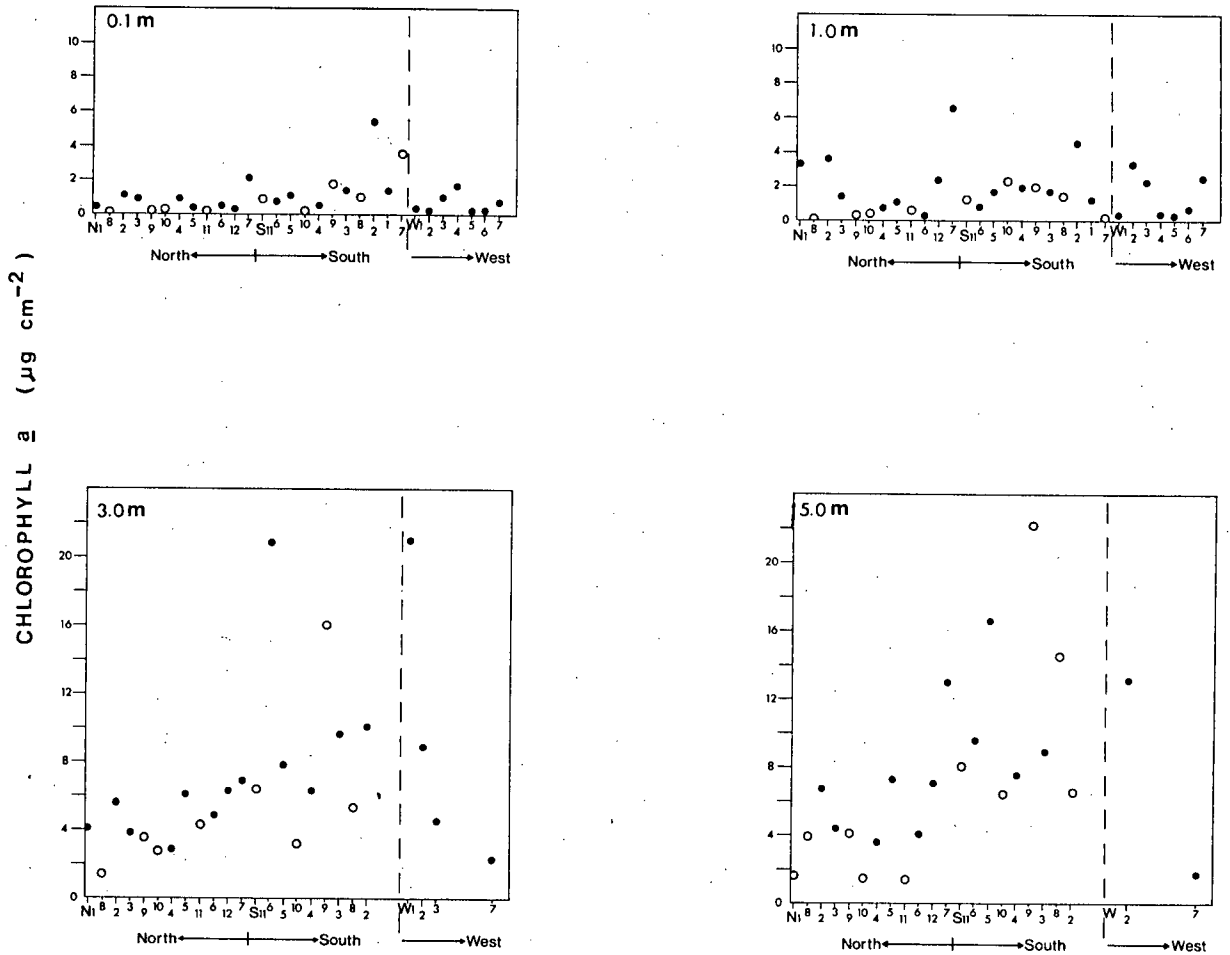 CHLOROPHYLL a (µg cm⁻²)
0.1 m
10
8
6
4
2
0
N1 8 2 3 9 10 4 5 11 6 12 7 S11 6 5 10 4 9 3 8 2 1 7 W1 2 3 4 5 6 7
North South West
1.0 m
10
8
6
4
2
0
N1 8 2 3 9 10 4 5 11 6 12 7 S11 6 5 10 4 9 3 8 2 1 7 W1 2 3 4 5 6 7
North South West
3.0 m
20
16
12
8
4
0
N1 8 2 3 9 10 4 5 11 6 12 7 S11 6 5 10 4 9 3 8 2 W1 2 3 7
North South West
5.0 m
20
16
12
8
4
0
N1 8 2 3 9 10 4 5 11 6 12 7 S11 6 5 10 4 9 3 8 2 W 2 7
North South West